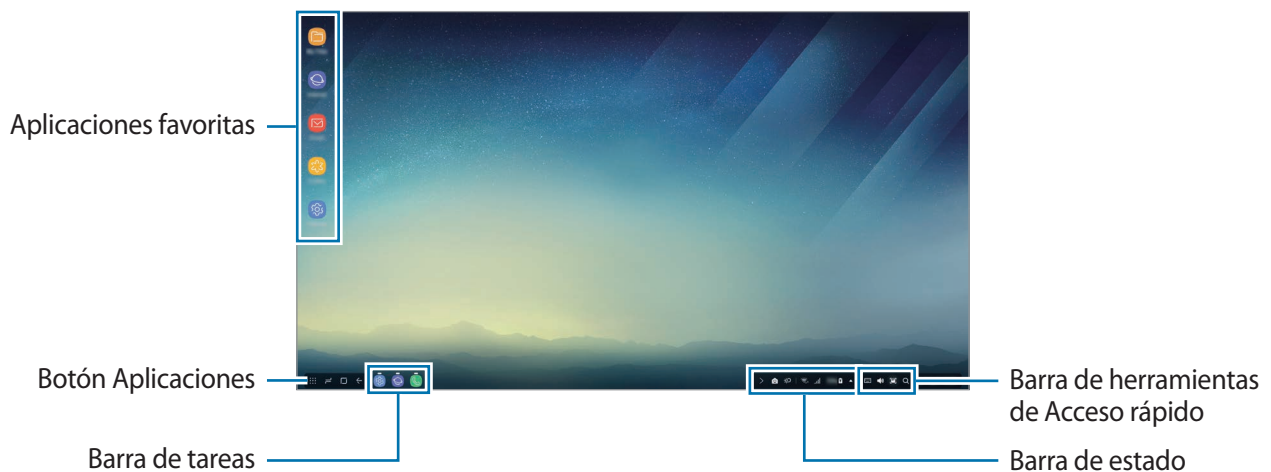 Aplicaciones favoritas
Botón Aplicaciones
Barra de tareas
Barra de herramientas
de Acceso rápido
Barra de estado